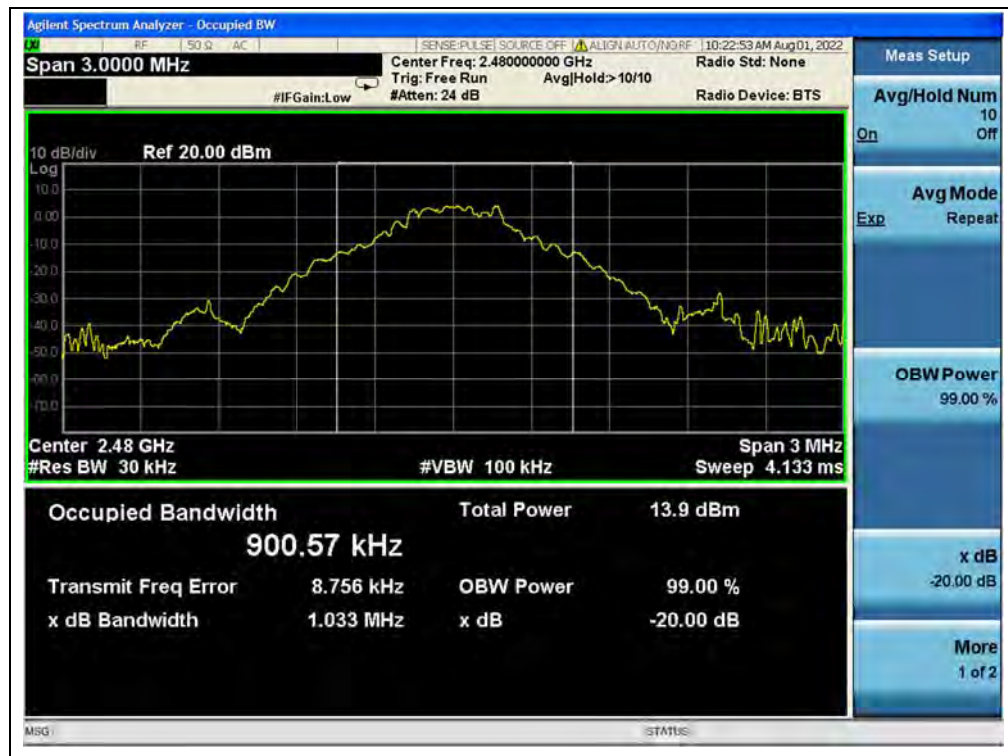 Agilent Spectrum Analyzer - Occupied BW
RF 50 Ω AC SENSE:PULSE SOURCE OFF ALIGN AUTO/NO RF 10:22:53 AM Aug 01, 2022
Span 3.0000 MHz
Center Freq: 2.480000000 GHz
Radio Std: None
Trig: Free Run
Avg|Hold:> 10/10
#IFGain:Low
#Atten: 24 dB
Radio Device: BTS
10 dB/div
Ref 20.00 dBm
Log
10.0
0.00
-10.0
-20.0
-30.0
-40.0
-50.0
-60.0
-70.0
Center 2.48 GHz
Span 3 MHz
#Res BW 30 kHz
#VBW 100 kHz
Sweep 4.133 ms
Occupied Bandwidth
Total Power
13.9 dBm
900.57 kHz
Transmit Freq Error
8.756 kHz
OBW Power
99.00 %
x dB Bandwidth
1.033 MHz
x dB
-20.00 dB
MSG
STATUS
Meas Setup
Avg/Hold Num
10
On Off
Avg Mode
Exp Repeat
OBW Power
99.00 %
x dB
-20.00 dB
More
1 of 2